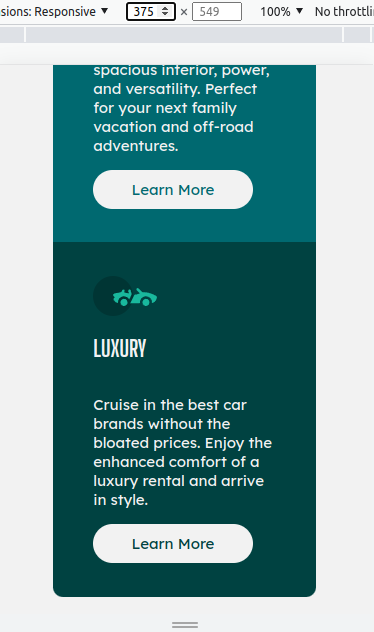 sions: Responsive ▼ 375 × 549 100% ▼ No throttli
spacious interior, power,
and versatility. Perfect
for your next family
vacation and off-road
adventures.
Learn More
LUXURY
Cruise in the best car
brands without the
bloated prices. Enjoy the
enhanced comfort of a
luxury rental and arrive
in style.
Learn More